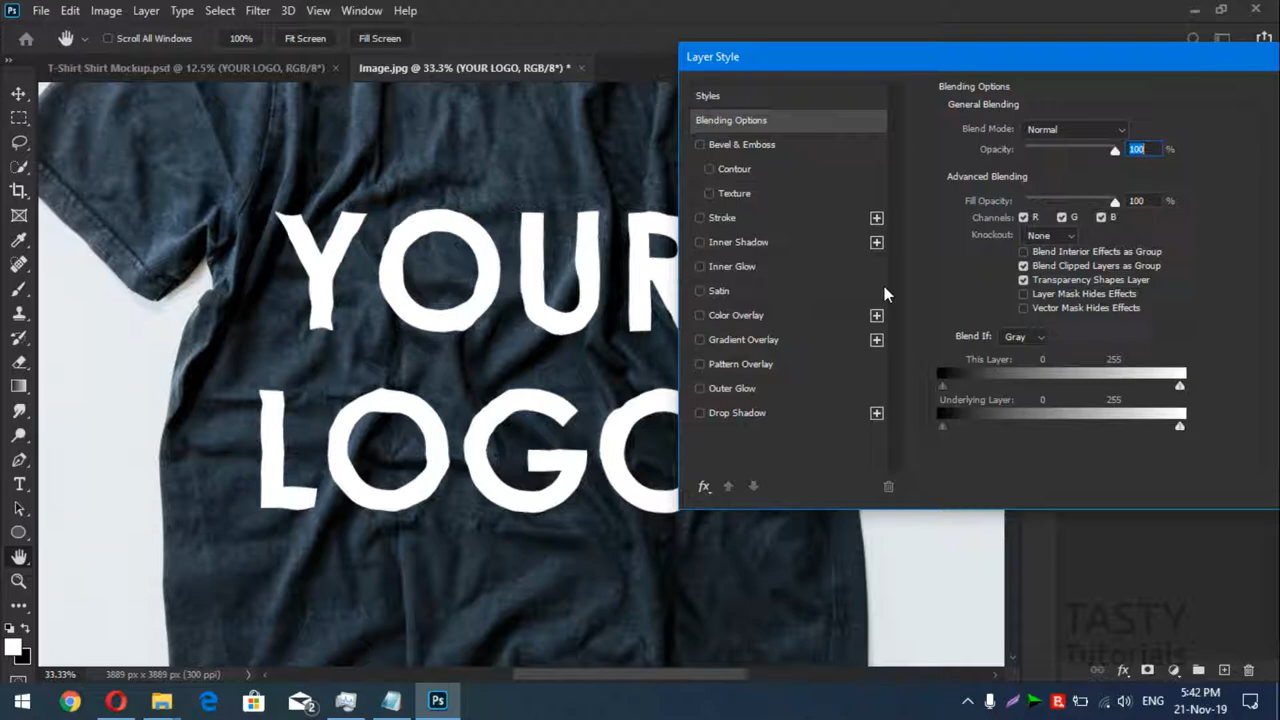 Ps File Edit Image Layer Type Select Filter 3D View Window Help
Scroll All Windows 100% Fit Screen Fill Screen
T-Shirt Shirt Mockup.psd @ 12.5% (YOUR LOGO, RGB/8*) × Image.jpg @ 33.3% (YOUR LOGO, RGB/8*) * ×
YOUR
LOGO
Layer Style
Styles
Blending Options
Bevel & Emboss
Contour
Texture
Stroke
Inner Shadow
Inner Glow
Satin
Color Overlay
Gradient Overlay
Pattern Overlay
Outer Glow
Drop Shadow
fx
Blending Options
General Blending
Blend Mode: Normal
Opacity: 100 %
Advanced Blending
Fill Opacity: 100 %
Channels: R G B
Knockout: None
Blend Interior Effects as Group
Blend Clipped Layers as Group
Transparency Shapes Layer
Layer Mask Hides Effects
Vector Mask Hides Effects
Blend If: Gray
This Layer: 0 255
Underlying Layer: 0 255
TASTY
Tutorials
fx
33.33% 3889 px x 3889 px (300 ppi)
2
Ps
ENG
5:42 PM
21-Nov-19